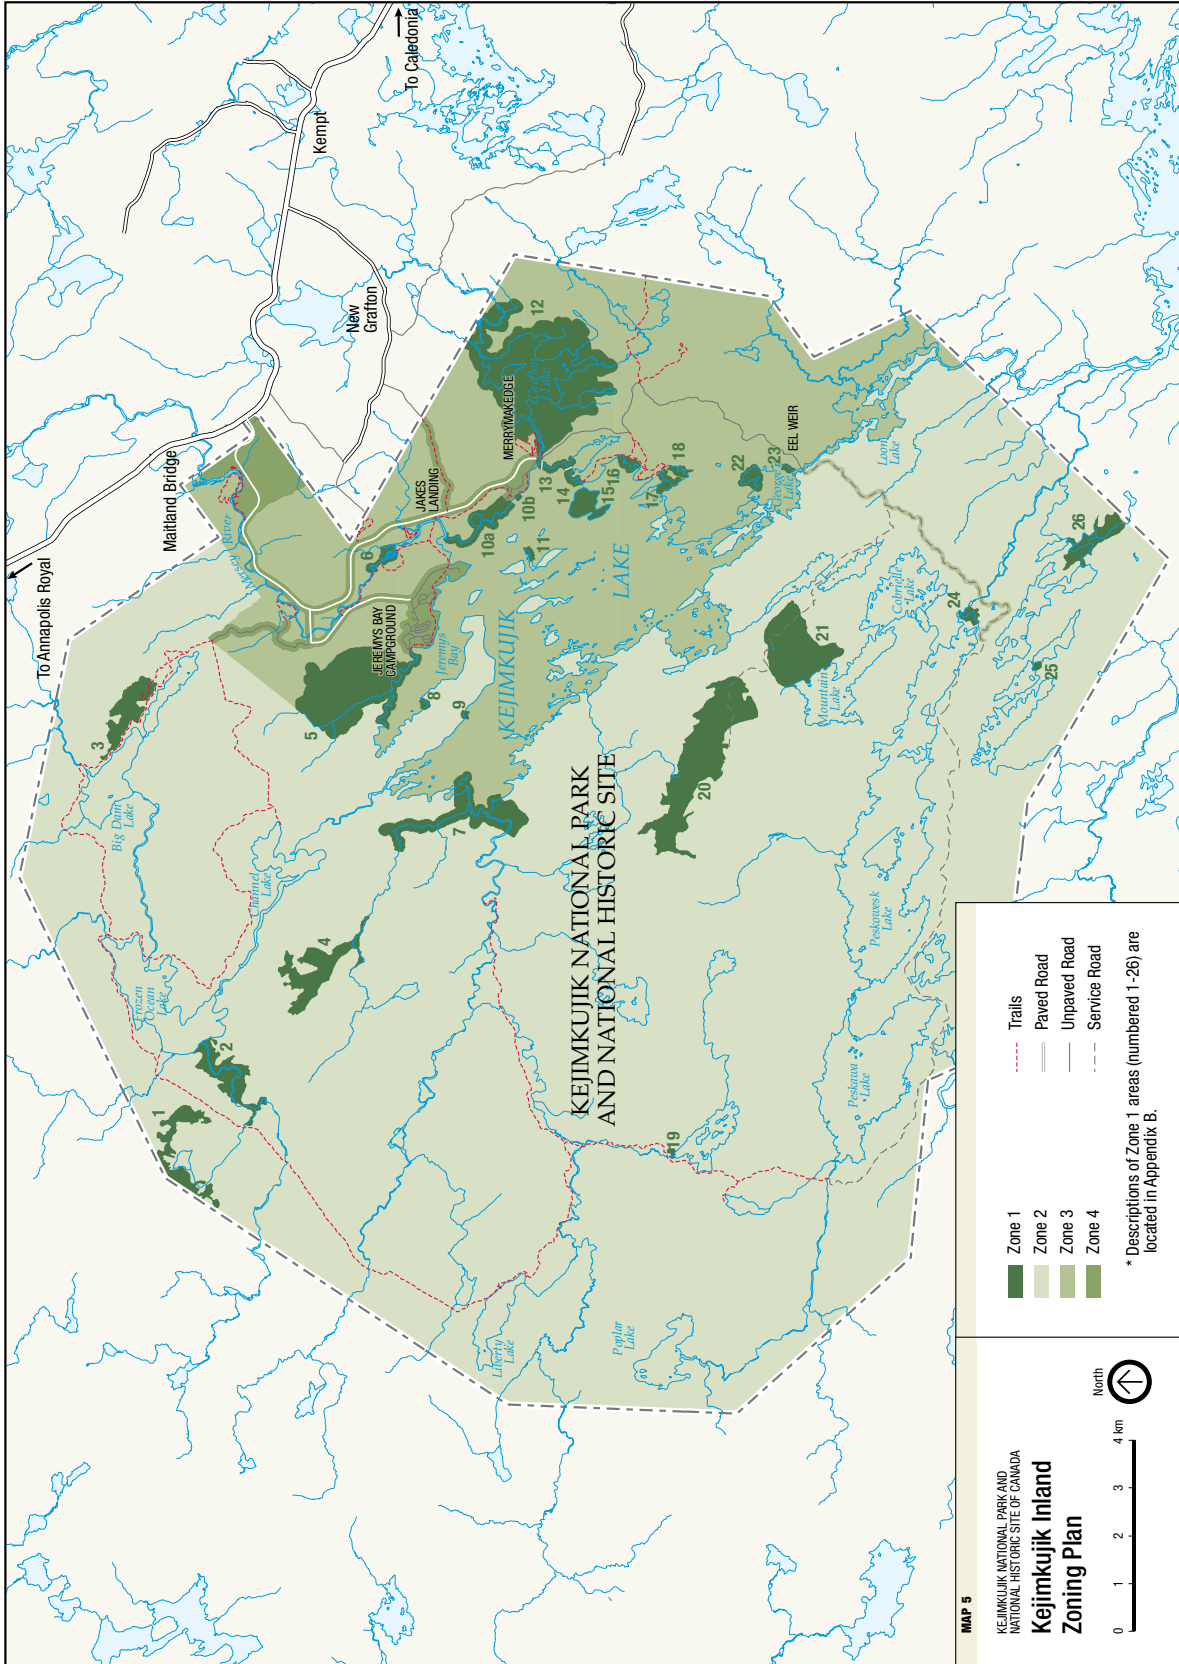 To Annapolis Royal
Maitland Bridge
Kempt
To Caledonia
New
Grafton
Mersey River
Big Dam
Lake
Frozen
Ocean
Lake
Channel
Lake
JEREMYS BAY
CAMPGROUND
Jeremys
Bay
JAKES
LANDING
MERRYMAKEDGE
Grafton
Lake
KEJIMKUJIK
LAKE
KEJIMKUJIK NATIONAL PARK
AND NATIONAL HISTORIC SITE
Liberty
Lake
Poplar
Lake
George
Lake
EEL WEIR
Loon
Lake
Mountain
Lake
Cobrielle
Lake
Peskowesk
Lake
Peskawa
Lake
1
2
3
4
5
6
7
8
9
10a
10b
11
12
13
14
15
16
17
18
19
20
21
22
23
24
25
26
MAP 5
KEJIMKUJIK NATIONAL PARK AND
NATIONAL HISTORIC SITE OF CANADA
Kejimkujik Inland
Zoning Plan
0 1 2 3 4 km
North
Zone 1
Zone 2
Zone 3
Zone 4
Trails
Paved Road
Unpaved Road
Service Road
* Descriptions of Zone 1 areas (numbered 1-26) are
located in Appendix B.